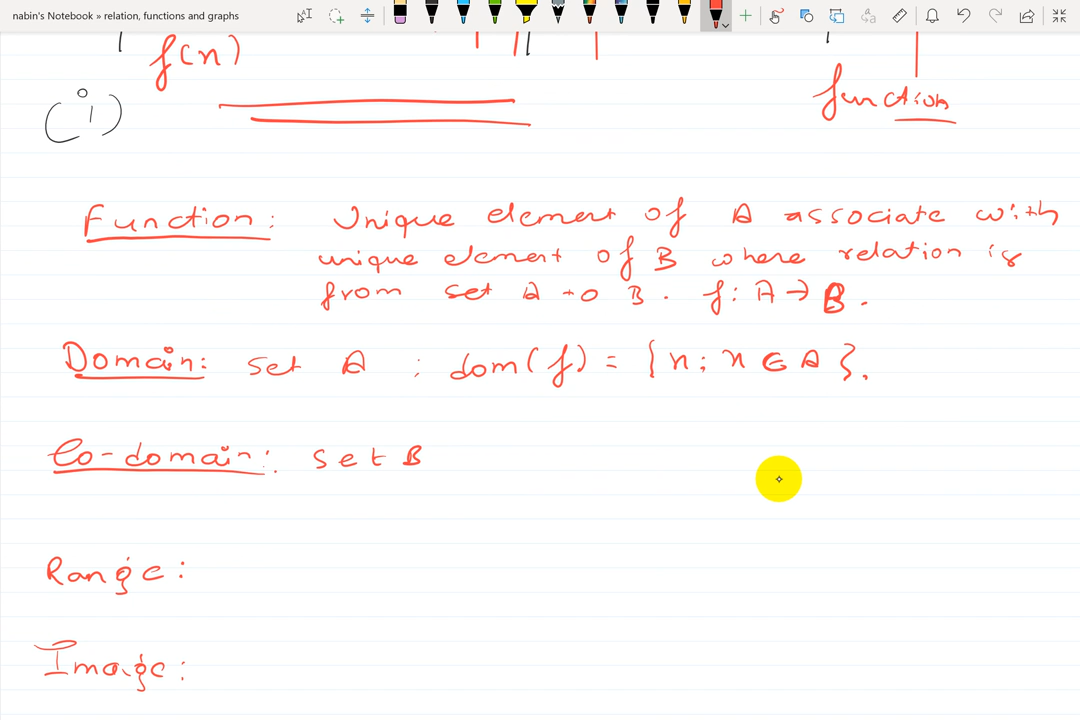 nabin's Notebook » relation, functions and graphs
f(n)
function
(i)
Function: Unique element of A associate with
unique element of B where relation is
from set A to B. f: A → B.
Domain: Set A : dom(f) = {n; n ∈ A}.
Co-domain: Set B
Range:
Image: